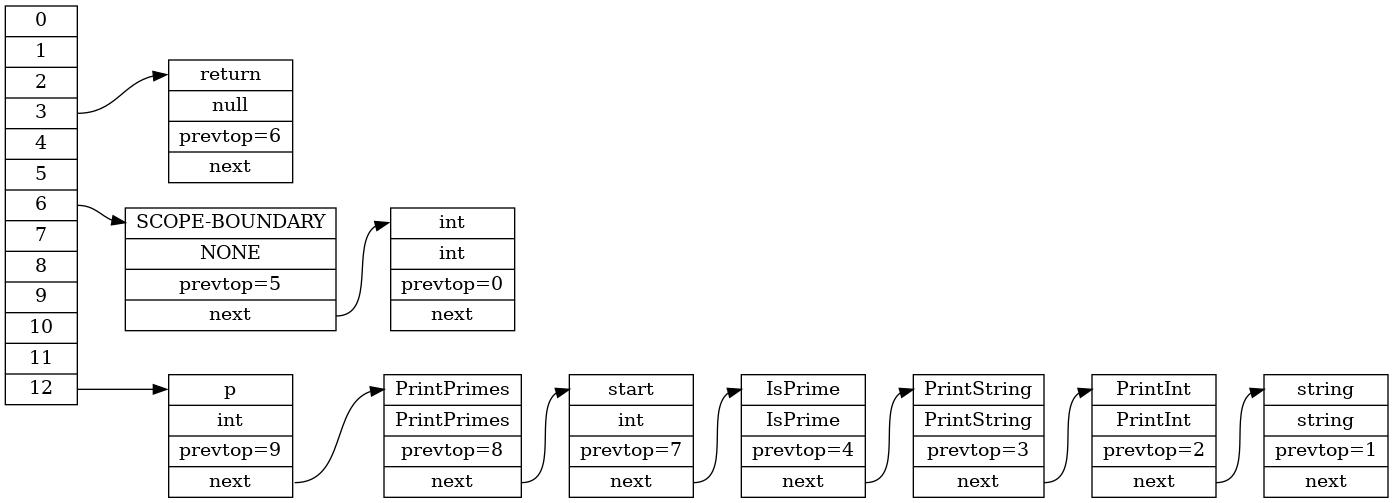 0
1
2
3
4
5
6
7
8
9
10
11
12
return
null
prevtop=6
next
SCOPE-BOUNDARY
NONE
prevtop=5
next
int
int
prevtop=0
next
p
int
prevtop=9
next
PrintPrimes
PrintPrimes
prevtop=8
next
start
int
prevtop=7
next
IsPrime
IsPrime
prevtop=4
next
PrintString
PrintString
prevtop=3
next
PrintInt
PrintInt
prevtop=2
next
string
string
prevtop=1
next